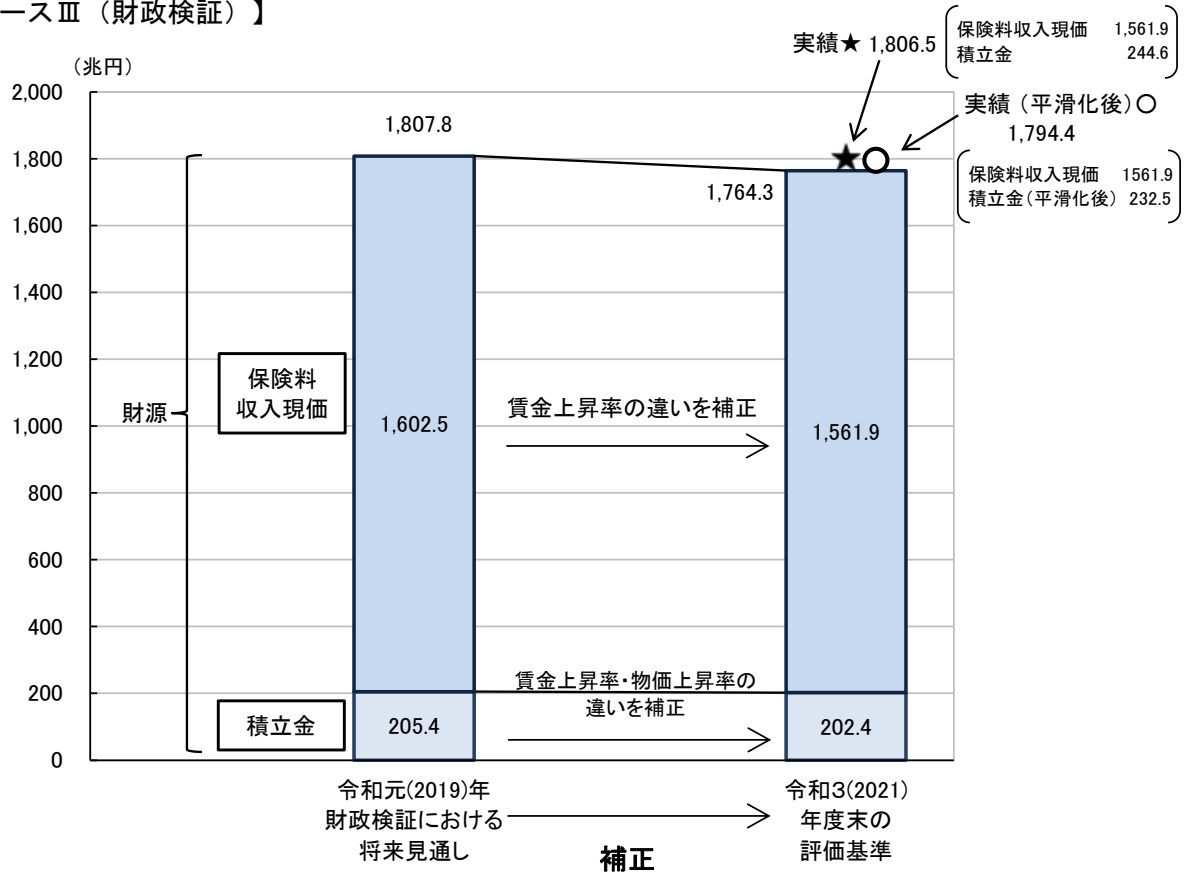 ースⅢ（財政検証）】
（兆円）
実績★ 1,806.5
保険料収入現価 1,561.9
積立金 244.6
実績（平滑化後）○
1,794.4
保険料収入現価 1561.9
積立金（平滑化後） 232.5
2,000
1,800
1,600
1,400
1,200
1,000
800
600
400
200
0
1,807.8
1,764.3
財源
保険料
収入現価
1,602.5
賃金上昇率の違いを補正
1,561.9
積立金
205.4
賃金上昇率・物価上昇率の
違いを補正
202.4
令和元(2019)年
財政検証における
将来見通し
補正
令和3(2021)
年度末の
評価基準